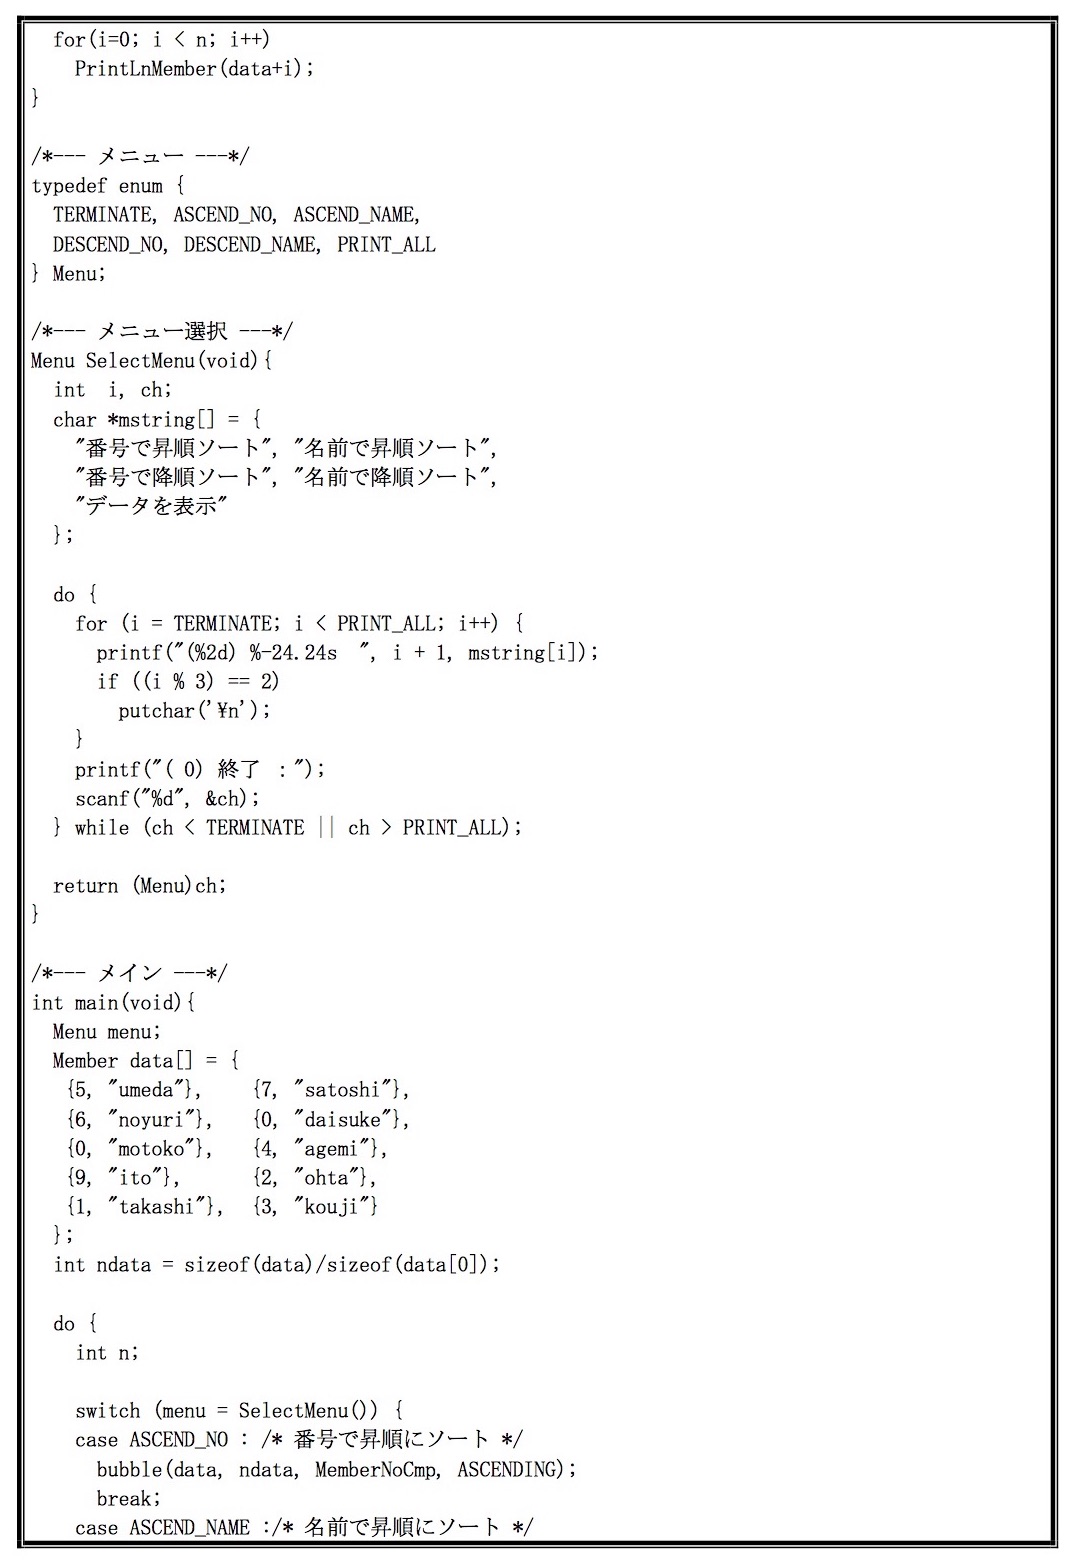 for(i=0; i < n; i++)
PrintLnMember(data+i);
}
/*--- メニュー ---*/
typedef enum {
TERMINATE, ASCEND_NO, ASCEND_NAME,
DESCEND_NO, DESCEND_NAME, PRINT_ALL
} Menu;
/*--- メニュー選択 ---*/
Menu SelectMenu(void){
int  i, ch;
char *mstring[] = {
"番号で昇順ソート", "名前で昇順ソート",
"番号で降順ソート", "名前で降順ソート",
"データを表示"
};
do {
for (i = TERMINATE; i < PRINT_ALL; i++) {
printf("(%2d) %-24.24s  ", i + 1, mstring[i]);
if ((i % 3) == 2)
putchar('¥n');
}
printf("( 0) 終了 :");
scanf("%d", &ch);
} while (ch < TERMINATE || ch > PRINT_ALL);
return (Menu)ch;
}
/*--- メイン ---*/
int main(void){
Menu menu;
Member data[] = {
{5, "umeda"},    {7, "satoshi"},
{6, "noyuri"},   {0, "daisuke"},
{0, "motoko"},   {4, "agemi"},
{9, "ito"},      {2, "ohta"},
{1, "takashi"},  {3, "kouji"}
};
int ndata = sizeof(data)/sizeof(data[0]);
do {
int n;
switch (menu = SelectMenu()) {
case ASCEND_NO : /* 番号で昇順にソート */
bubble(data, ndata, MemberNoCmp, ASCENDING);
break;
case ASCEND_NAME :/* 名前で昇順にソート */